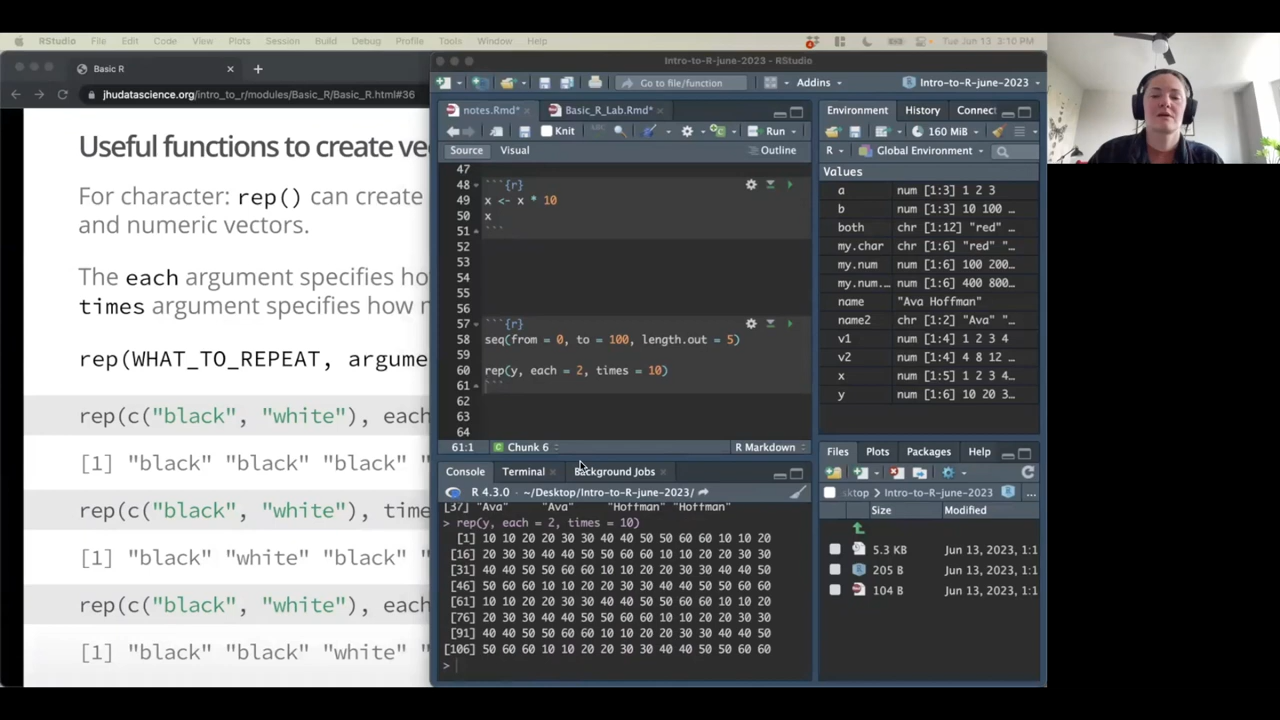 RStudio File Edit Code View Plots Session Build Debug Profile Tools Window Help
Tue Jun 13 3:10 PM
Basic R
jhudatascience.org/intro_to_r/modules/Basic_R/Basic_R.html#36
Useful functions to create ve
For character: rep() can create
and numeric vectors.
The each argument specifies ho
times argument specifies how
rep(WHAT_TO_REPEAT, argume
rep(c("black", "white"), each
[1] "black" "black" "black"
rep(c("black", "white"), time
[1] "black" "white" "black"
rep(c("black", "white"), each
[1] "black" "black" "white"
Intro-to-R-june-2023 - RStudio
Go to file/function
Addins
Intro-to-R-june-2023
notes.Rmd*
Basic_R_Lab.Rmd*
Knit
Run
Source Visual
Outline
47
48 ```{r}
49 x <- x * 10
50 x
51 ```
52
53
54
55
56
57 ```{r}
58 seq(from = 0, to = 100, length.out = 5)
59
60 rep(y, each = 2, times = 10)
61 ```
62
63
64
61:1 Chunk 6 R Markdown
Console Terminal Background Jobs
R 4.3.0 · ~/Desktop/Intro-to-R-june-2023/
[37] "Ava" "Ava" "Hoffman" "Hoffman"
> rep(y, each = 2, times = 10)
[1] 10 10 20 20 30 30 40 40 50 50 60 60 10 10 20
[16] 20 30 30 40 40 50 50 60 60 10 10 20 20 30 30
[31] 40 40 50 50 60 60 10 10 20 20 30 30 40 40 50
[46] 50 60 60 10 10 20 20 30 30 40 40 50 50 60 60
[61] 10 10 20 20 30 30 40 40 50 50 60 60 10 10 20
[76] 20 30 30 40 40 50 50 60 60 10 10 20 20 30 30
[91] 40 40 50 50 60 60 10 10 20 20 30 30 40 40 50
[106] 50 60 60 10 10 20 20 30 30 40 40 50 50 60 60
>
Environment History Connect
160 MiB
R Global Environment
Values
a num [1:3] 1 2 3
b num [1:3] 10 100 …
both chr [1:12] "red" …
my.char chr [1:6] "red" "…
my.num num [1:6] 100 200…
my.num.… num [1:6] 400 800…
name "Ava Hoffman"
name2 chr [1:2] "Ava" "…
v1 num [1:4] 1 2 3 4
v2 num [1:4] 4 8 12 …
x num [1:5] 1 2 3 4…
y num [1:6] 10 20 3…
Files Plots Packages Help
sktop Intro-to-R-june-2023 ...
Size Modified
5.3 KB Jun 13, 2023, 1:1
205 B Jun 13, 2023, 1:1
104 B Jun 13, 2023, 1:1